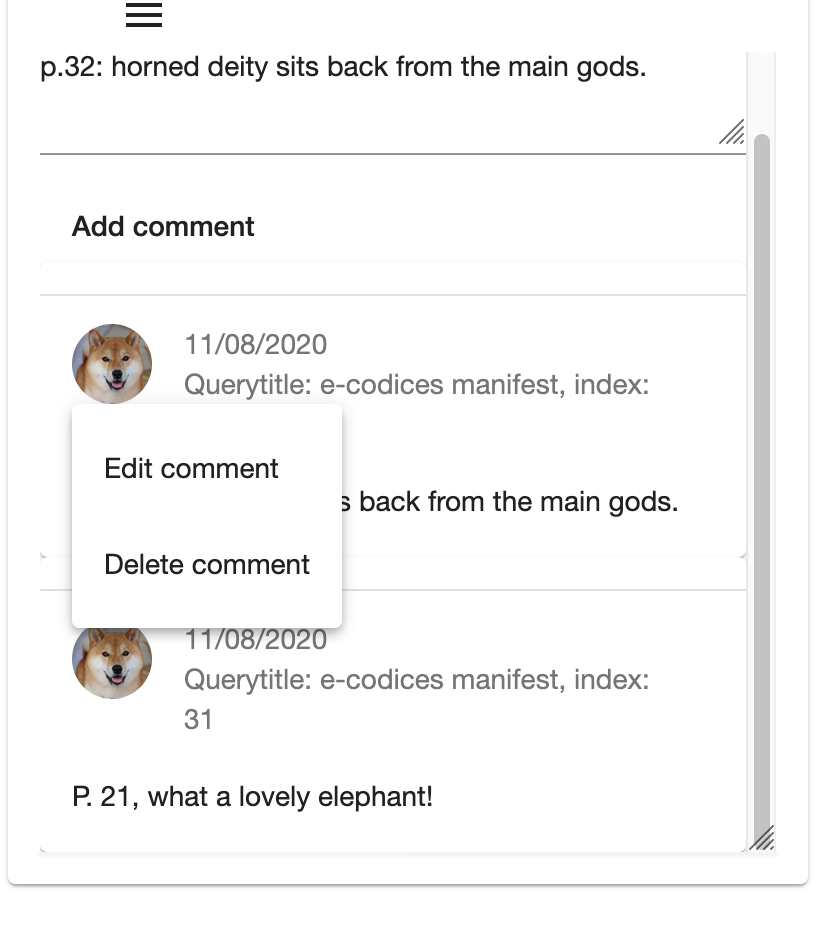 p.32: horned deity sits back from the main gods.
Add comment
11/08/2020
Querytitle: e-codices manifest, index:
Edit comment
back from the main gods.
Delete comment
11/08/2020
Querytitle: e-codices manifest, index:
31
P. 21, what a lovely elephant!